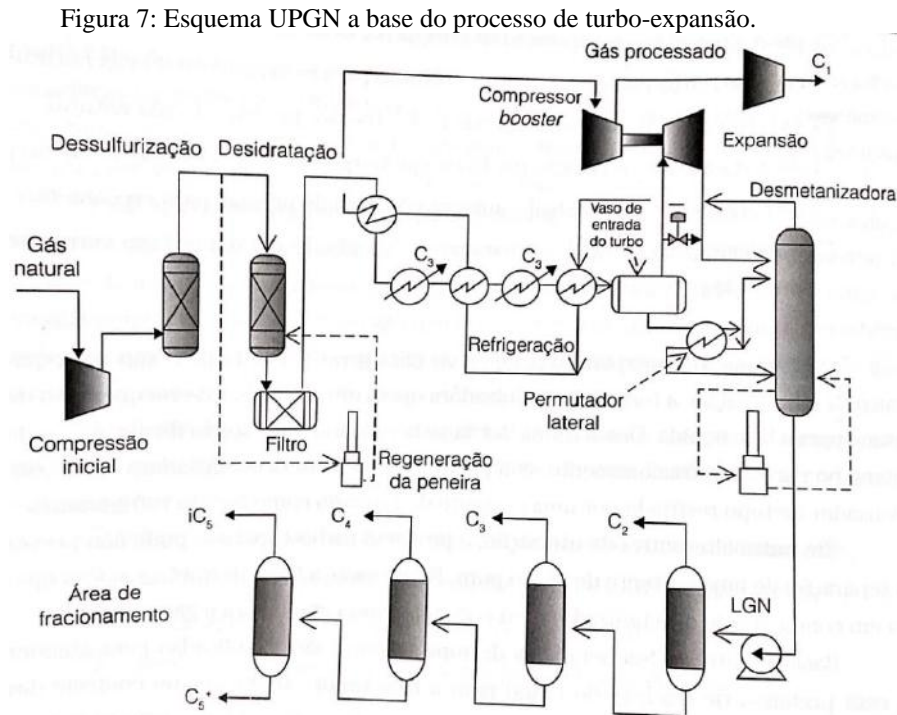 Figura 7: Esquema UPGN a base do processo de turbo-expansão.
Gás processado
C₁
Compressor
booster
Expansão
Dessulfurização
Desidratação
Desmetanizadora
Vaso de
entrada
do turbo
Gás
natural
C₃
C₃
Refrigeração
Permutador
lateral
Compressão
inicial
Filtro
Regeneração
da peneira
iC₅
C₄
C₃
C₂
Área de
fracionamento
LGN
C₅⁺